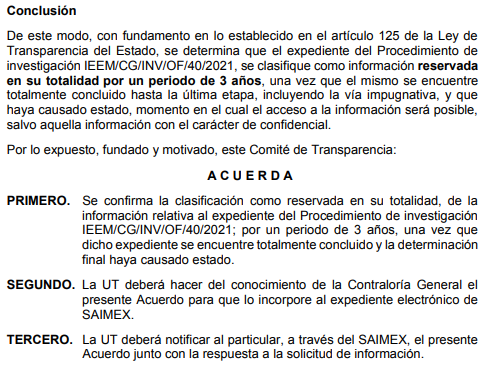 Conclusión
De este modo, con fundamento en lo establecido en el artículo 125 de la Ley de
Transparencia del Estado, se determina que el expediente del Procedimiento de
investigación IEEM/CG/INV/OF/40/2021, se clasifique como información reservada
en su totalidad por un periodo de 3 años, una vez que el mismo se encuentre
totalmente concluido hasta la última etapa, incluyendo la vía impugnativa, y que
haya causado estado, momento en el cual el acceso a la información será posible,
salvo aquella información con el carácter de confidencial.
Por lo expuesto, fundado y motivado, este Comité de Transparencia:
A C U E R D A
PRIMERO. Se confirma la clasificación como reservada en su totalidad, de la
información relativa al expediente del Procedimiento de investigación
IEEM/CG/INV/OF/40/2021; por un periodo de 3 años, una vez que
dicho expediente se encuentre totalmente concluido y la determinación
final haya causado estado.
SEGUNDO. La UT deberá hacer del conocimiento de la Contraloría General el
presente Acuerdo para que lo incorpore al expediente electrónico de
SAIMEX.
TERCERO. La UT deberá notificar al particular, a través del SAIMEX, el presente
Acuerdo junto con la respuesta a la solicitud de información.